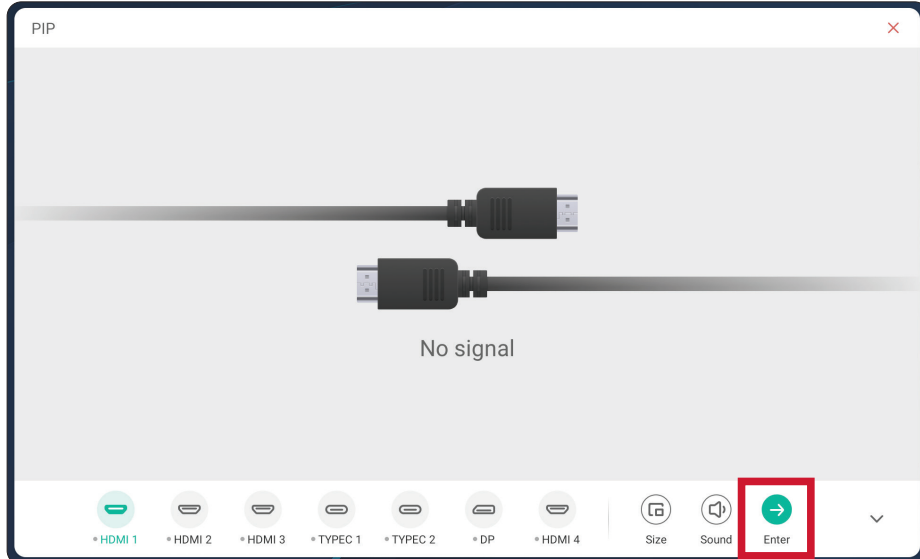 PIP
No signal
HDMI 1 HDMI 2 HDMI 3 TYPEC 1 TYPEC 2 DP HDMI 4 Size Sound Enter